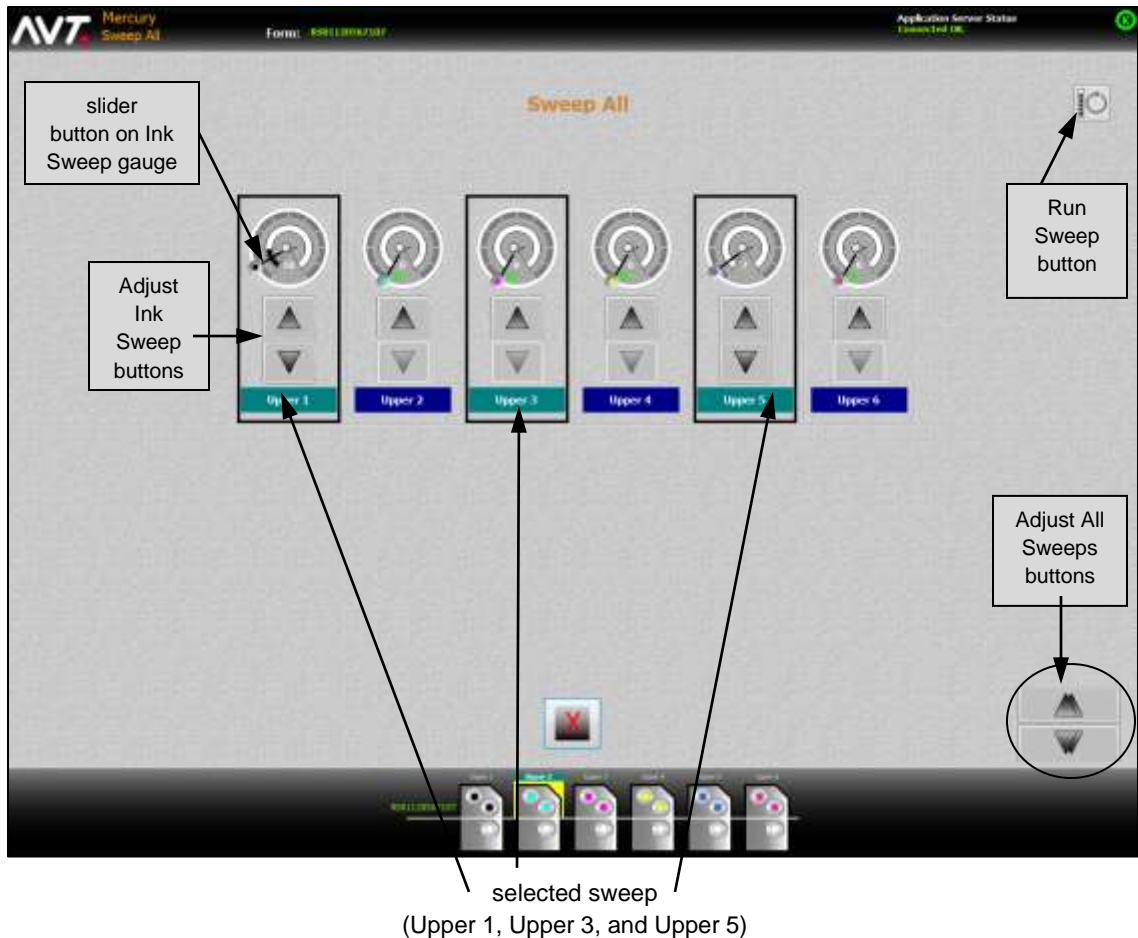 AVT
Mercury
Sweep All
Form:
Application Server Status
Connected OK
K
slider
button on Ink
Sweep gauge
Sweep All
Run
Sweep
button
Adjust
Ink
Sweep
buttons
Upper 1
Upper 2
Upper 3
Upper 4
Upper 5
Upper 6
Adjust All
Sweeps
buttons
X
selected sweep
(Upper 1, Upper 3, and Upper 5)